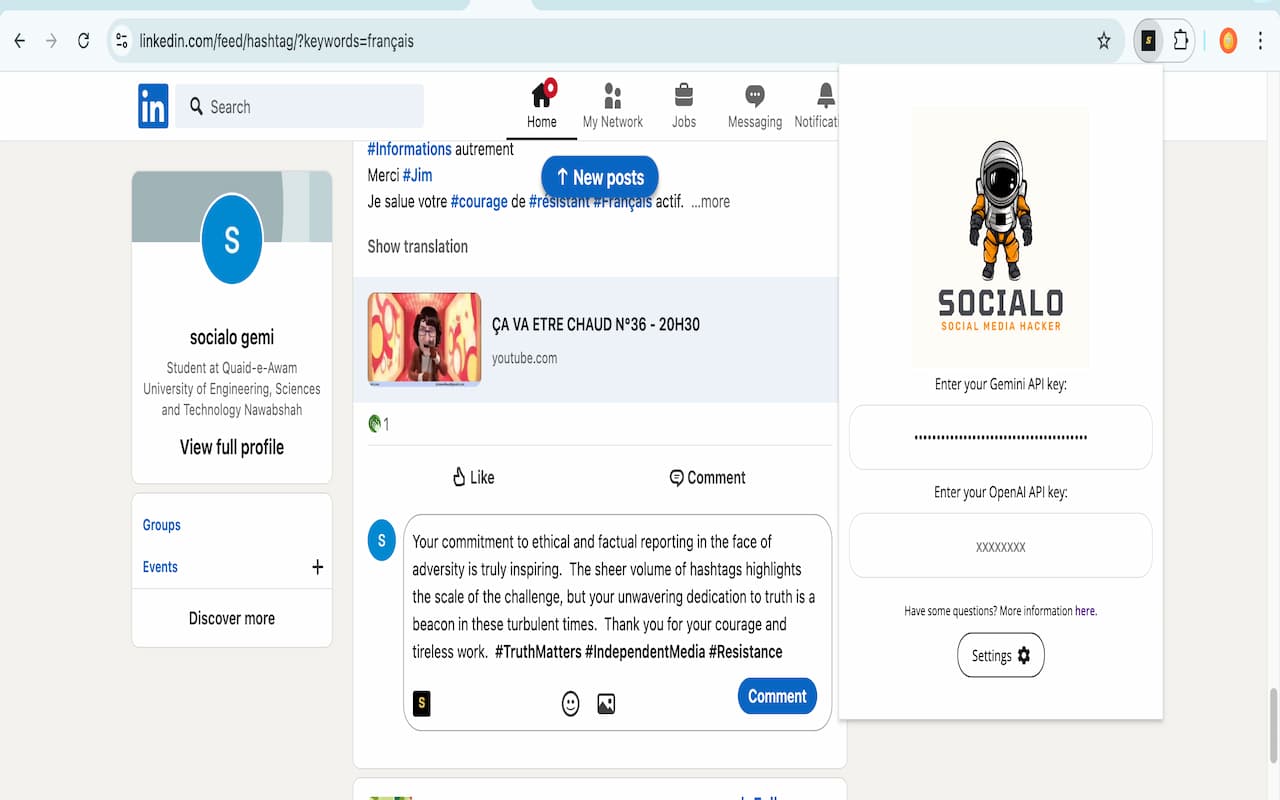 linkedin.com/feed/hashtag/?keywords=français
S
in
Search
Home
My Network
Jobs
Messaging
Notificat
S
socialo gemi
Student at Quaid-e-Awam
University of Engineering, Sciences
and Technology Nawabshah
View full profile
Groups
Events
Discover more
#Informations autrement
Merci #Jim
↑ New posts
Je salue votre #courage de #résistant #Français actif. ...more
Show translation
ÇA VA ETRE CHAUD N°36 - 20H30
youtube.com
1
Like
Comment
S
Your commitment to ethical and factual reporting in the face of
adversity is truly inspiring. The sheer volume of hashtags highlights
the scale of the challenge, but your unwavering dedication to truth is a
beacon in these turbulent times. Thank you for your courage and
tireless work. #TruthMatters #IndependentMedia #Resistance
S
Comment
SOCIALO
SOCIAL MEDIA HACKER
Enter your Gemini API key:
Enter your OpenAI API key:
XXXXXXXX
Have some questions? More information here.
Settings